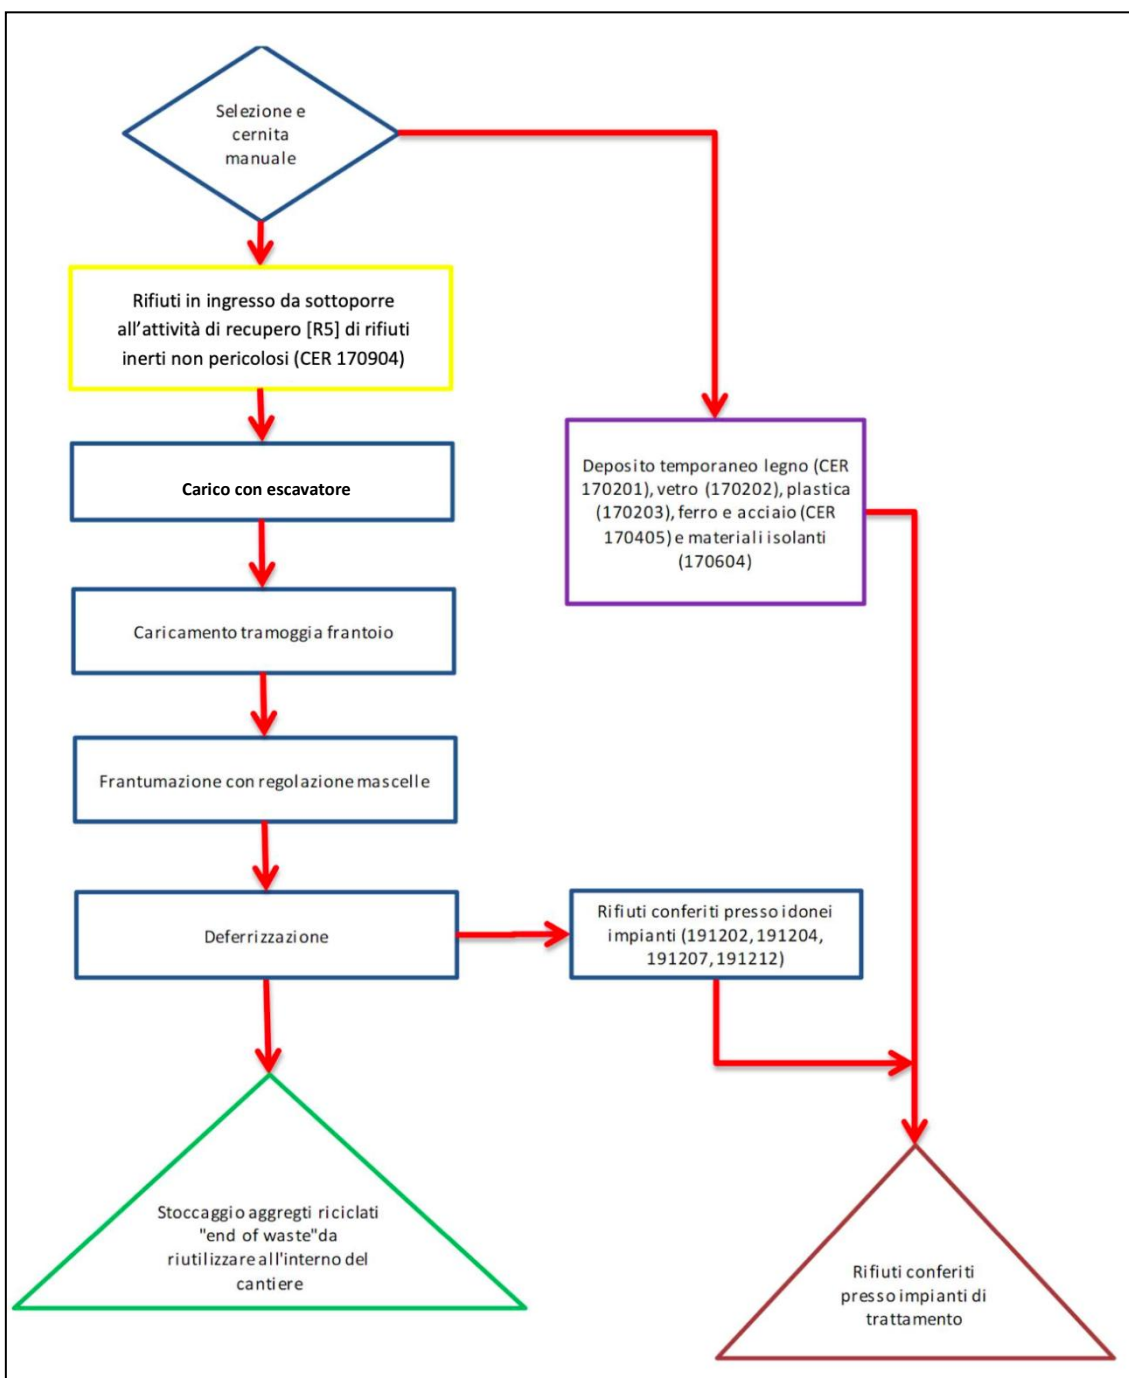 Selezione e
cernita
manuale
Rifiuti in ingresso da sottoporre
all'attività di recupero [R5] di rifiuti
inerti non pericolosi (CER 170904)
Carico con escavatore
Caricamento tramoggia frantoio
Frantumazione con regolazione mascelle
Deferrizzazione
Stoccaggio aggregti riciclati
"end of waste"da
riutilizzare all'interno del
cantiere
Deposito temporaneo legno (CER
170201), vetro (170202), plastica
(170203), ferro e acciaio (CER
170405) e materiali isolanti
(170604)
Rifiuti conferiti presso idonei
impianti (191202, 191204,
191207, 191212)
Rifiuti conferiti
presso impianti di
trattamento